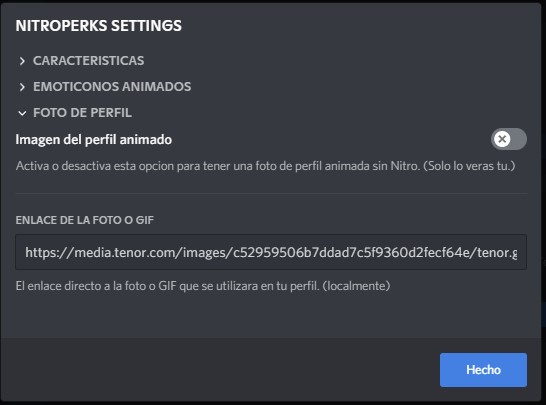 NITROPERKS SETTINGS
CARACTERISTICAS
EMOTICONOS ANIMADOS
FOTO DE PERFIL
Imagen del perfil animado
Activa o desactiva esta opcion para tener una foto de perfil animada sin Nitro. (Solo lo veras tu.)
ENLACE DE LA FOTO O GIF
https://media.tenor.com/images/c52959506b7ddad7c5f9360d2fecf64e/tenor.g
El enlace directo a la foto o GIF que se utilizara en tu perfil. (localmente)
Hecho